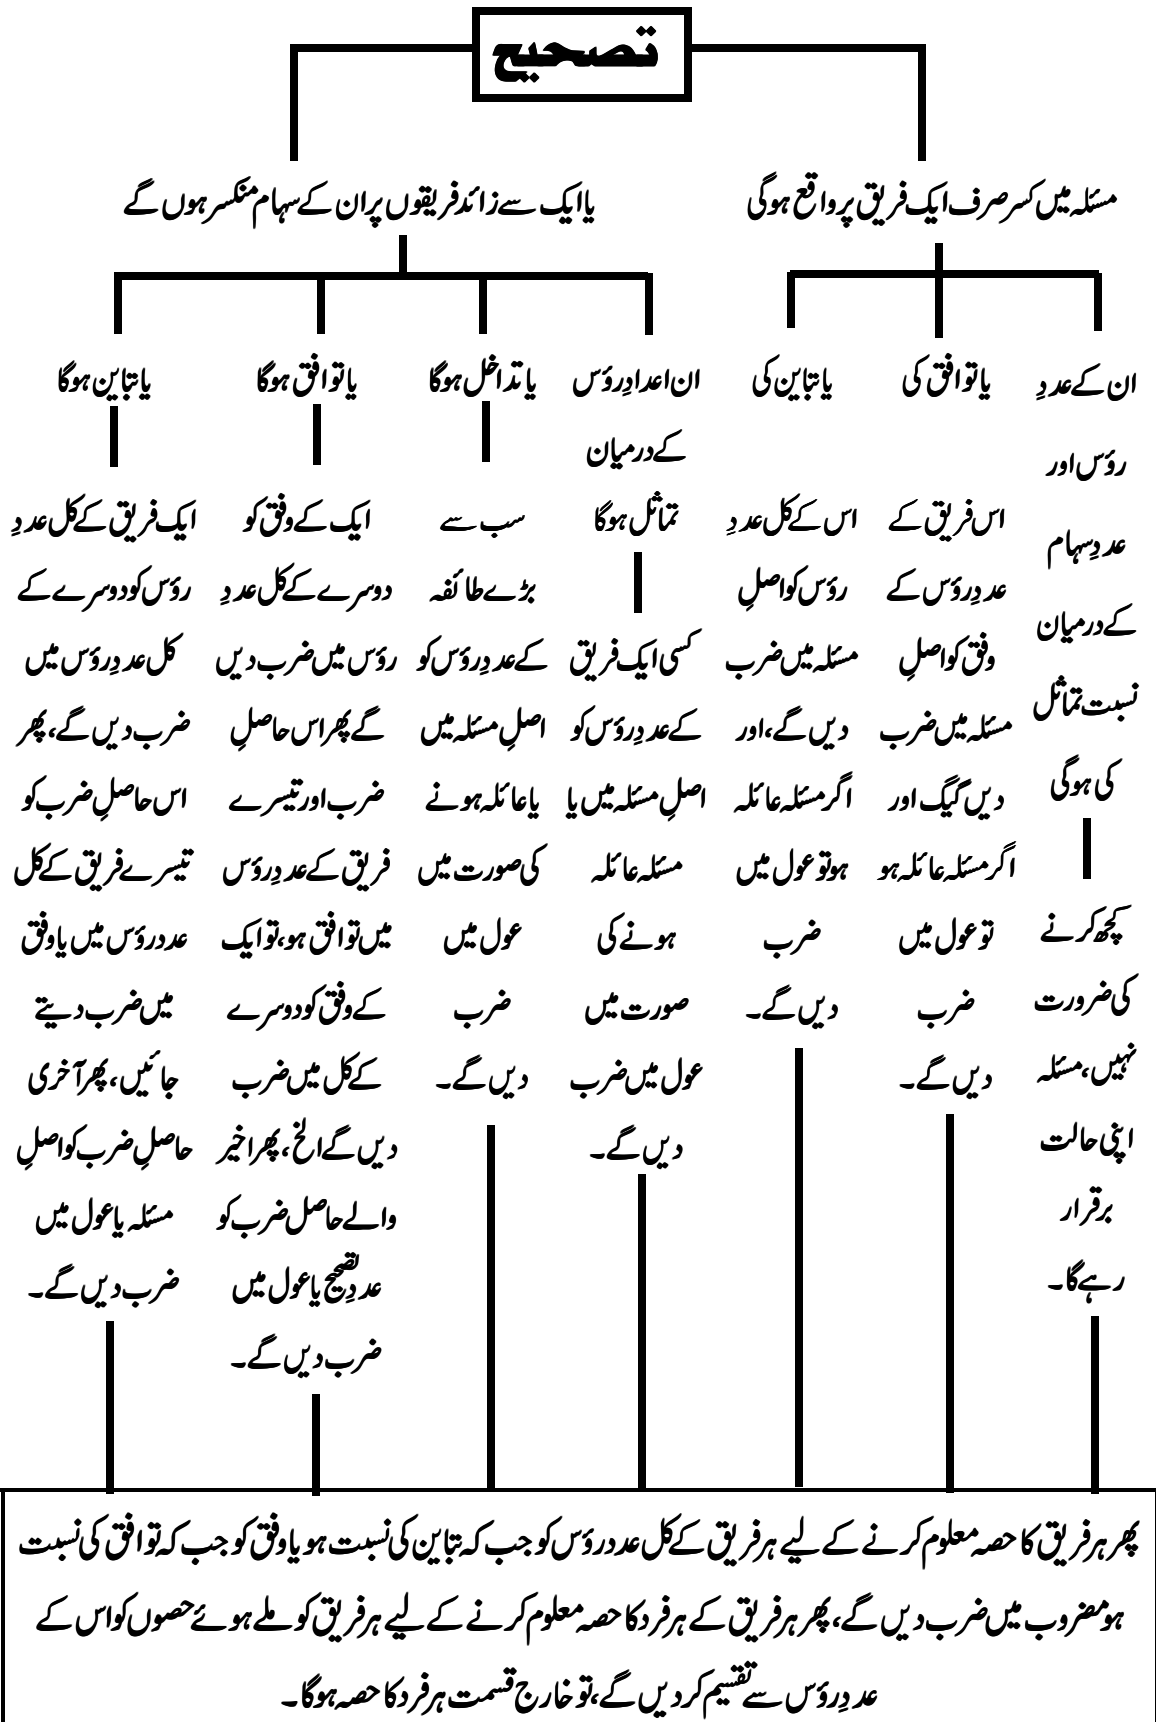 تصحیح
مسئلہ میں کسر صرف ایک فریق پر واقع ہوگی
یا ایک سے زائد فریقوں پر ان کے سہام منکسر ہوں گے
ان کے عددِ
رؤس اور
عددِ سہام
کے درمیان
نسبت تماثل
کی ہوگی
کچھ کرنے
کی ضرورت
نہیں، مسئلہ
اپنی حالت
برقرار
رہے گا۔
یا توافق کی
اس فریق کے
عددِ رؤس کے
وفق کو اصلِ
مسئلہ میں ضرب
دیں گیگ اور
اگر مسئلہ عائلہ ہو
تو عول میں
ضرب
دیں گے۔
یا تباین کی
اس کے کل عددِ
رؤس کو اصلِ
مسئلہ میں ضرب
دیں گے، اور
اگر مسئلہ عائلہ
ہو تو عول میں
ضرب
دیں گے۔
ان اعدادِ رؤس
کے درمیان
تماثل ہوگا
کسی ایک فریق
کے عددِ رؤس کو
اصلِ مسئلہ میں یا
مسئلہ عائلہ
ہونے کی
صورت میں
عول میں ضرب
دیں گے۔
یا تداخل ہوگا
سب سے
بڑے طائفہ
کے عددِ رؤس کو
اصلِ مسئلہ میں
یا عائلہ ہونے
کی صورت میں
عول میں
ضرب
دیں گے۔
یا توافق ہوگا
ایک کے وفق کو
دوسرے کے کل عددِ
رؤس میں ضرب دیں
گے پھر اس حاصلِ
ضرب اور تیسرے
فریق کے عددِ رؤس
میں توافق ہو، تو ایک
کے وفق کو دوسرے
کے کل میں ضرب
دیں گے الخ، پھر اخیر
والے حاصل ضرب کو
عددِ تصحیح یا عول میں
ضرب دیں گے۔
یا تباین ہوگا
ایک فریق کے کل عددِ
رؤس کو دوسرے کے
کل عددِ رؤس میں
ضرب دیں گے، پھر
اس حاصلِ ضرب کو
تیسرے فریق کے کل
عدد رؤس میں یا وفق
میں ضرب دیتے
جائیں، پھر آخری
حاصلِ ضرب کو اصلِ
مسئلہ یا عول میں
ضرب دیں گے۔
پھر ہر فریق کا حصہ معلوم کرنے کے لیے ہر فریق کے کل عدد رؤس کو جب کہ تباین کی نسبت ہو یا وفق کو جب کہ توافق کی نسبت
ہو مضروب میں ضرب دیں گے، پھر ہر فریق کے ہر فرد کا حصہ معلوم کرنے کے لیے ہر فریق کو ملے ہوئے حصوں کو اس کے
عددِ رؤس سے تقسیم کر دیں گے، تو خارج قسمت ہر فرد کا حصہ ہوگا۔